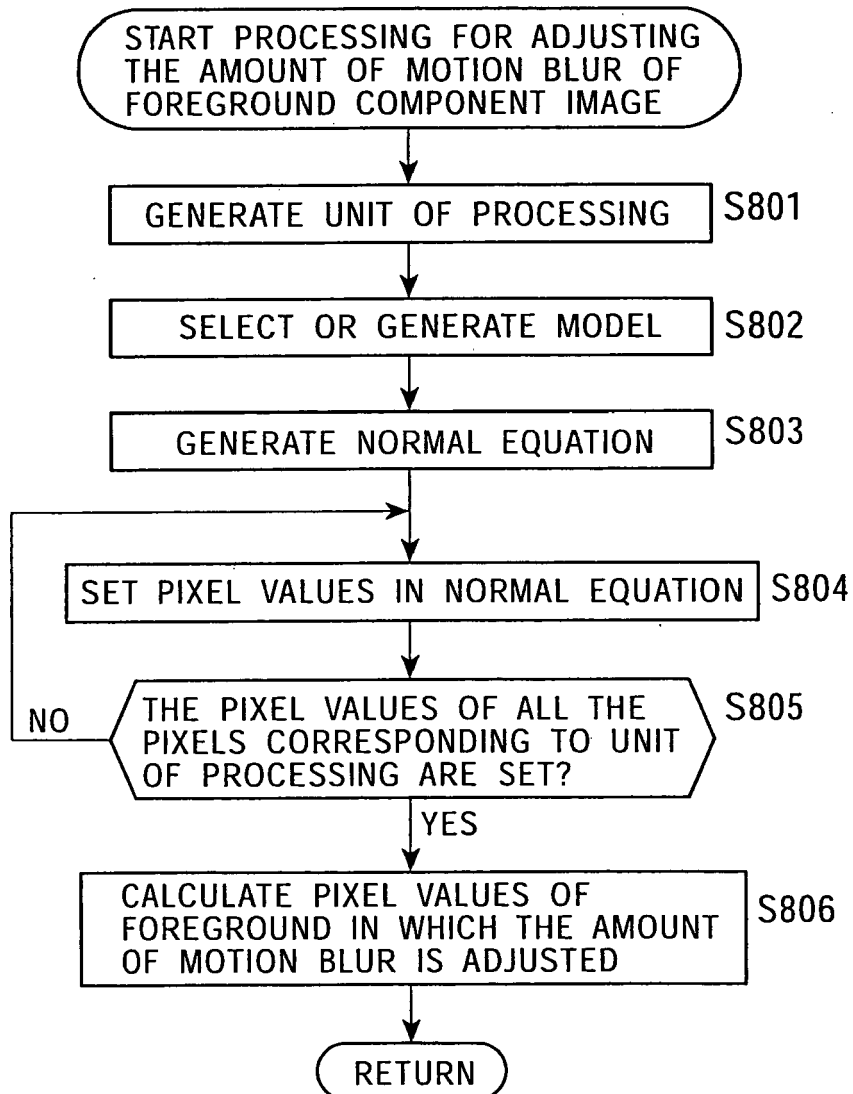 START PROCESSING FOR ADJUSTING
THE AMOUNT OF MOTION BLUR OF
FOREGROUND COMPONENT IMAGE
GENERATE UNIT OF PROCESSING
S801
SELECT OR GENERATE MODEL
S802
GENERATE NORMAL EQUATION
S803
SET PIXEL VALUES IN NORMAL EQUATION
S804
THE PIXEL VALUES OF ALL THE
PIXELS CORRESPONDING TO UNIT
OF PROCESSING ARE SET?
S805
NO
YES
CALCULATE PIXEL VALUES OF
FOREGROUND IN WHICH THE AMOUNT
OF MOTION BLUR IS ADJUSTED
S806
RETURN